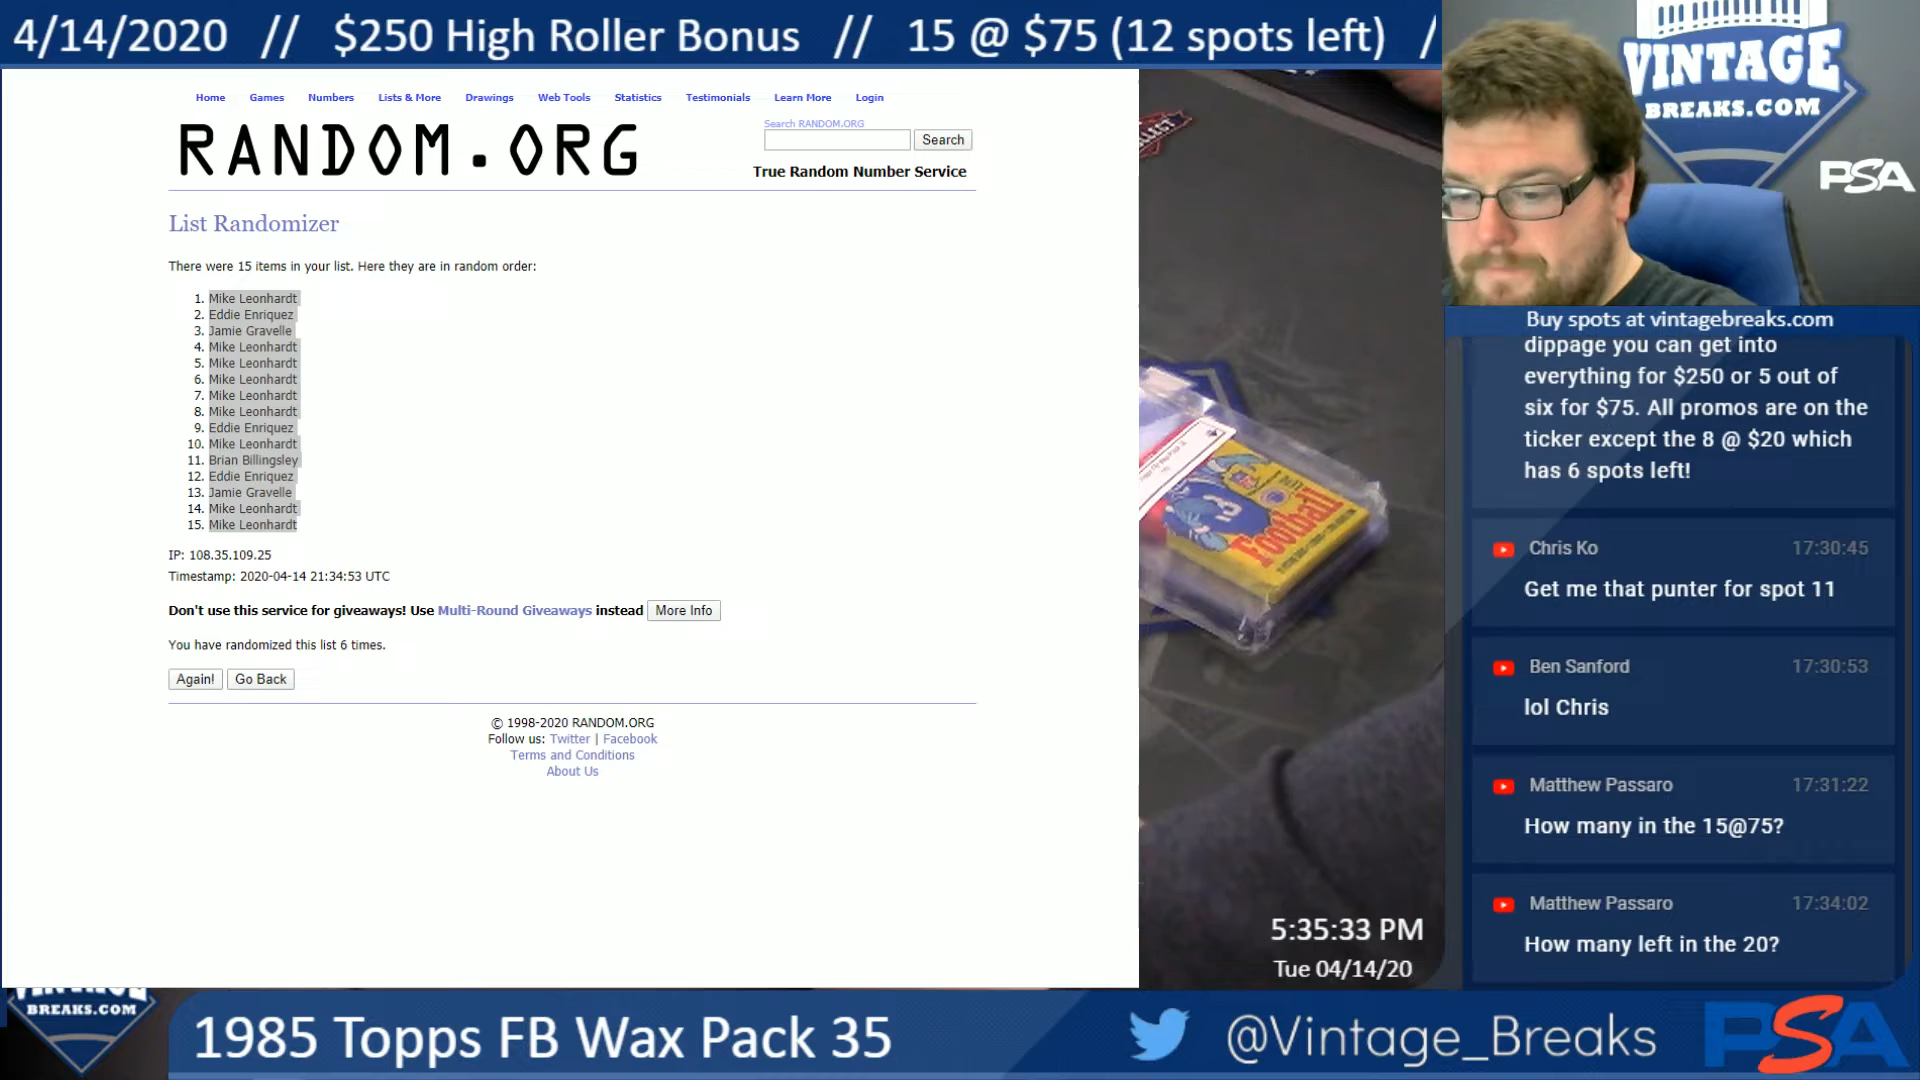 4/14/2020 // $250 High Roller Bonus // 15 @ $75 (12 spots left) /
VINTAGE
BREAKS.COM
PSA
Home Games Numbers Lists & More Drawings Web Tools Statistics Testimonials Learn More Login
RANDOM.ORG
Search RANDOM.ORG
Search
True Random Number Service
List Randomizer
There were 15 items in your list. Here they are in random order:
1. Mike Leonhardt
2. Eddie Enriquez
3. Jamie Gravelle
4. Mike Leonhardt
5. Mike Leonhardt
6. Mike Leonhardt
7. Mike Leonhardt
8. Mike Leonhardt
9. Eddie Enriquez
10. Mike Leonhardt
11. Brian Billingsley
12. Eddie Enriquez
13. Jamie Gravelle
14. Mike Leonhardt
15. Mike Leonhardt
IP: 108.35.109.25
Timestamp: 2020-04-14 21:34:53 UTC
Don't use this service for giveaways! Use Multi-Round Giveaways instead More Info
You have randomized this list 6 times.
Again! Go Back
© 1998-2020 RANDOM.ORG
Follow us: Twitter | Facebook
Terms and Conditions
About Us
Football
5:35:33 PM
Tue 04/14/20
Buy spots at vintagebreaks.com
dippage you can get into
everything for $250 or 5 out of
six for $75. All promos are on the
ticker except the 8 @ $20 which
has 6 spots left!
Chris Ko 17:30:45
Get me that punter for spot 11
Ben Sanford 17:30:53
lol Chris
Matthew Passaro 17:31:22
How many in the 15@75?
Matthew Passaro 17:34:02
How many left in the 20?
VINTAGE
BREAKS.COM
1985 Topps FB Wax Pack 35
@Vintage_Breaks
PSA